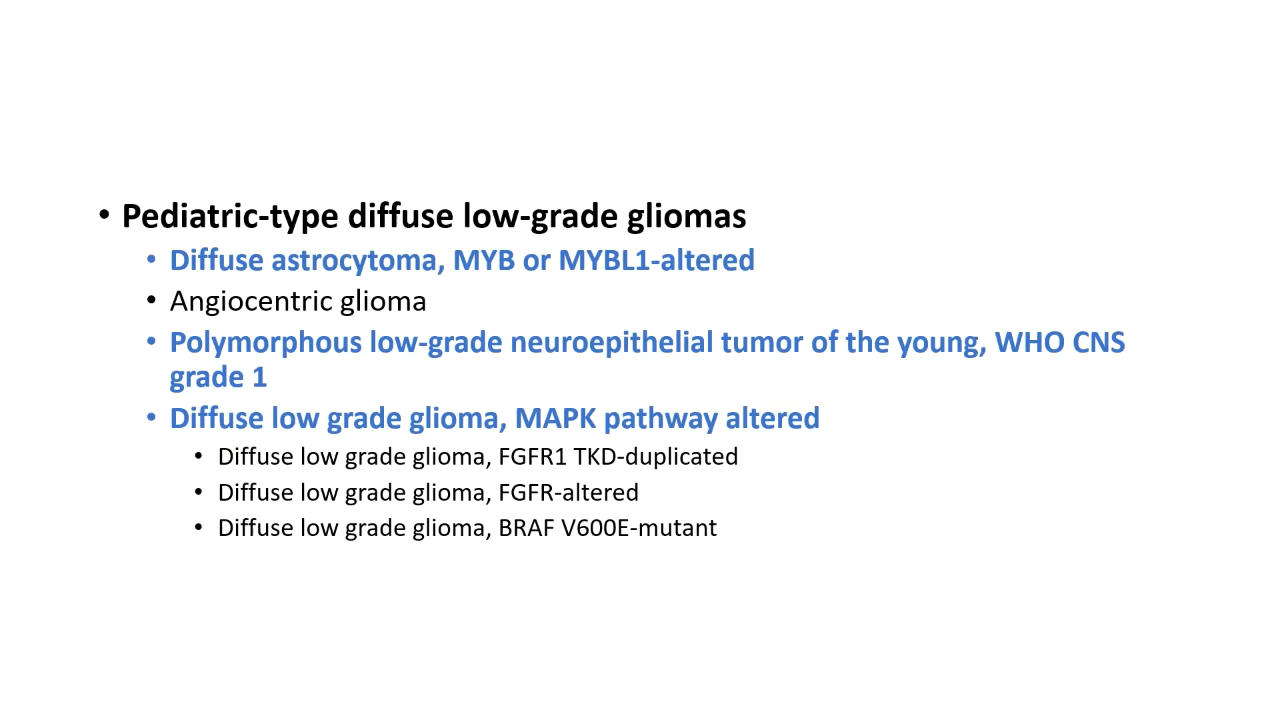 • Pediatric-type diffuse low-grade gliomas
• Diffuse astrocytoma, MYB or MYBL1-altered
• Angiocentric glioma
• Polymorphous low-grade neuroepithelial tumor of the young, WHO CNS
grade 1
• Diffuse low grade glioma, MAPK pathway altered
• Diffuse low grade glioma, FGFR1 TKD-duplicated
• Diffuse low grade glioma, FGFR-altered
• Diffuse low grade glioma, BRAF V600E-mutant